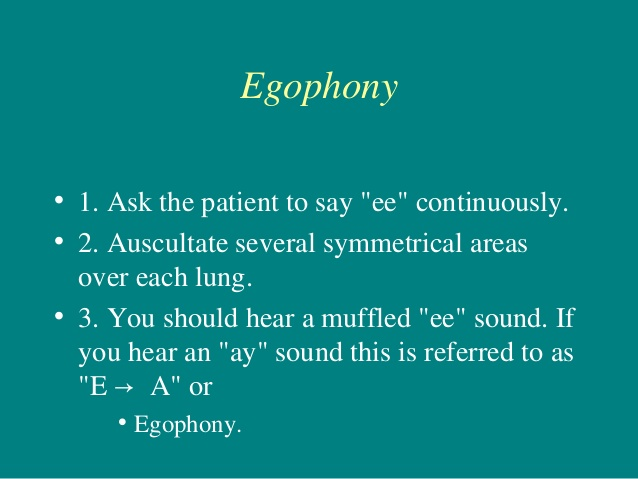 Egophony
• 1. Ask the patient to say "ee" continuously.
• 2. Auscultate several symmetrical areas
over each lung.
• 3. You should hear a muffled "ee" sound. If
you hear an "ay" sound this is referred to as
"E → A" or
• Egophony.